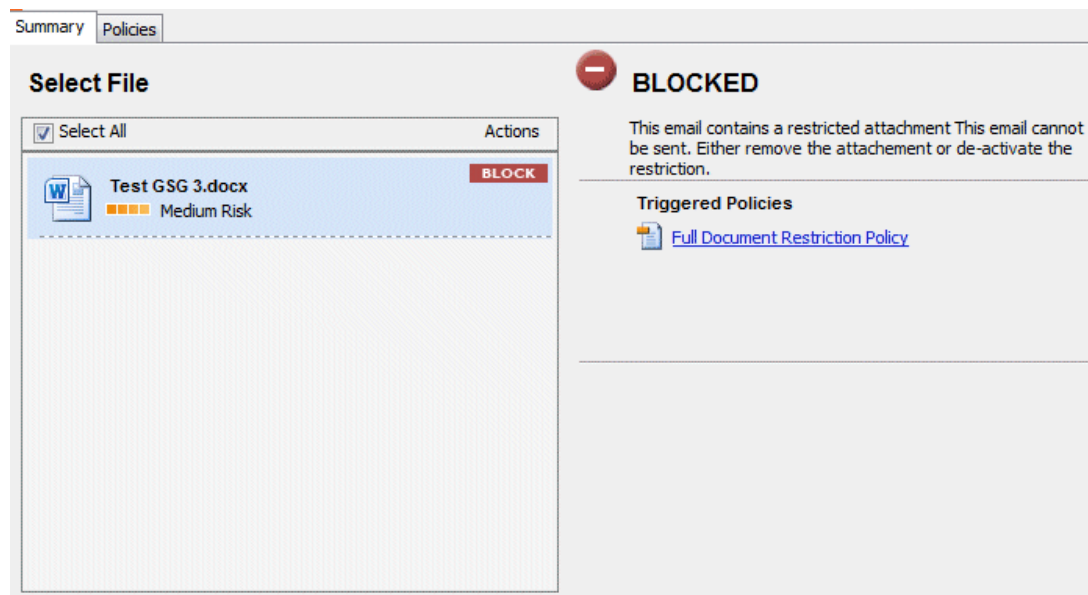 Summary
Policies
Select File
BLOCKED
Select All
Actions
This email contains a restricted attachment This email cannot
be sent. Either remove the attachement or de-activate the
restriction.
Test GSG 3.docx
BLOCK
Medium Risk
Triggered Policies
Full Document Restriction Policy